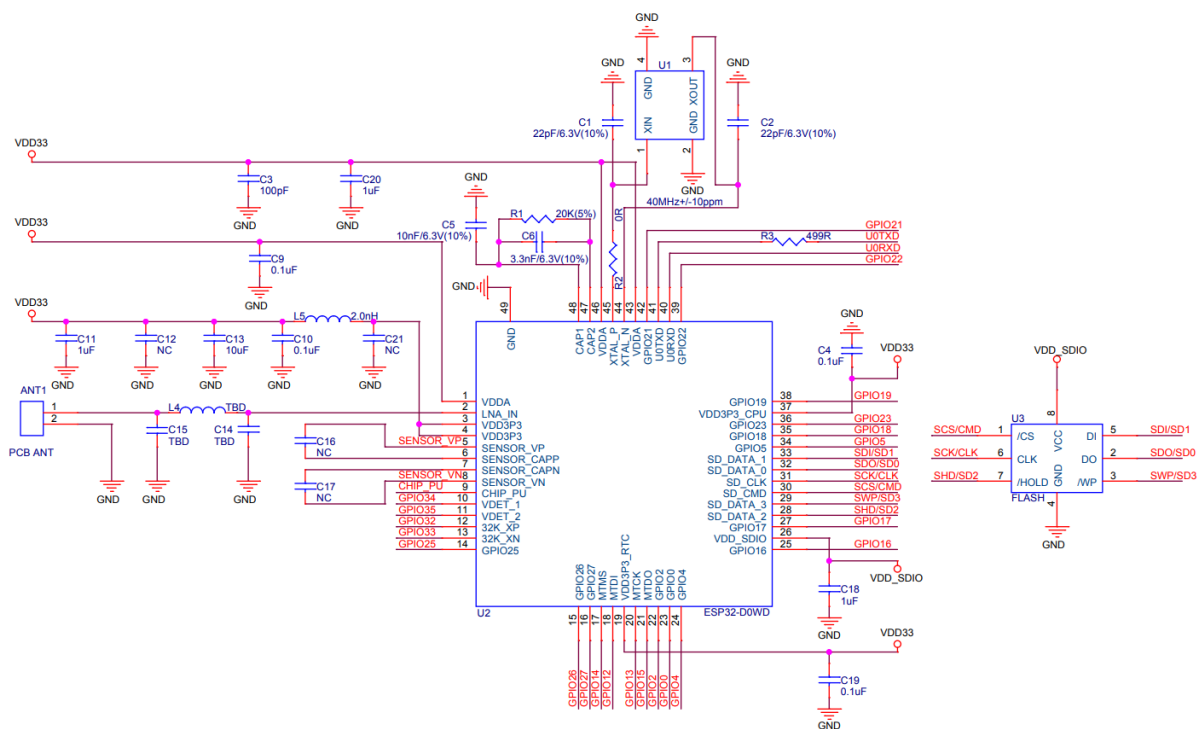 GND
4
3
U1
GND
XOUT
XIN
GND
1
2
GND
GND
C1
22pF/6.3V(10%)
GND
C2
22pF/6.3V(10%)
40MHz+/-10ppm
VDD33
C3
100pF
GND
C20
1uF
GND
VDD33
C9
0.1uF
GND
GND
C5
10nF/6.3V(10%)
R1
20K(5%)
C6
3.3nF/6.3V(10%)
0R
R2
R3
499R
GPIO21
U0TXD
U0RXD
GPIO22
GND
49
GND
48
47
46
45
44
43
42
41
40
39
CAP1
CAP2
VDDA
XTAL_P
XTAL_N
VDDA
GPIO21
U0TXD
U0RXD
GPIO22
VDD33
C11
1uF
GND
C12
NC
GND
C13
10uF
GND
C10
0.1uF
GND
L5
2.0nH
C21
NC
GND
ANT1
1
2
PCB ANT
GND
C15
TBD
GND
L4
TBD
C14
TBD
GND
C16
NC
C17
NC
SENSOR_VP
SENSOR_VN
CHIP_PU
GPIO34
GPIO35
GPIO32
GPIO33
GPIO25
1 VDDA
2 LNA_IN
3 VDD3P3
4 VDD3P3
5 SENSOR_VP
6 SENSOR_CAPP
7 SENSOR_CAPN
8 SENSOR_VN
9 CHIP_PU
10 VDET_1
11 VDET_2
12 32K_XP
13 32K_XN
14 GPIO25
GPIO19 38 GPIO19
VDD3P3_CPU 37
GPIO23 36 GPIO23
GPIO18 35 GPIO18
GPIO5 34 GPIO5
SD_DATA_1 33 SDI/SD1
SD_DATA_0 32 SDO/SD0
SD_CLK 31 SCK/CLK
SD_CMD 30 SCS/CMD
SD_DATA_3 29 SWP/SD3
SD_DATA_2 28 SHD/SD2
GPIO17 27 GPIO17
VDD_SDIO 26
GPIO16 25 GPIO16
GND
C4
0.1uF
VDD33
GPIO26
GPIO27
MTMS
MTDI
VDD3P3_RTC
MTCK
MTDO
GPIO2
GPIO0
GPIO4
U2
ESP32-D0WD
15
16
17
18
19
20
21
22
23
24
GPIO26
GPIO27
GPIO14
GPIO12
GPIO13
GPIO15
GPIO2
GPIO0
GPIO4
VDD_SDIO
C18
1uF
GND
VDD33
C19
0.1uF
GND
VDD_SDIO
U3
8
SCS/CMD 1 /CS
SCK/CLK 6 CLK
SHD/SD2 7 /HOLD
VCC
GND
DI 5 SDI/SD1
DO 2 SDO/SD0
/WP 3 SWP/SD3
FLASH
4
GND